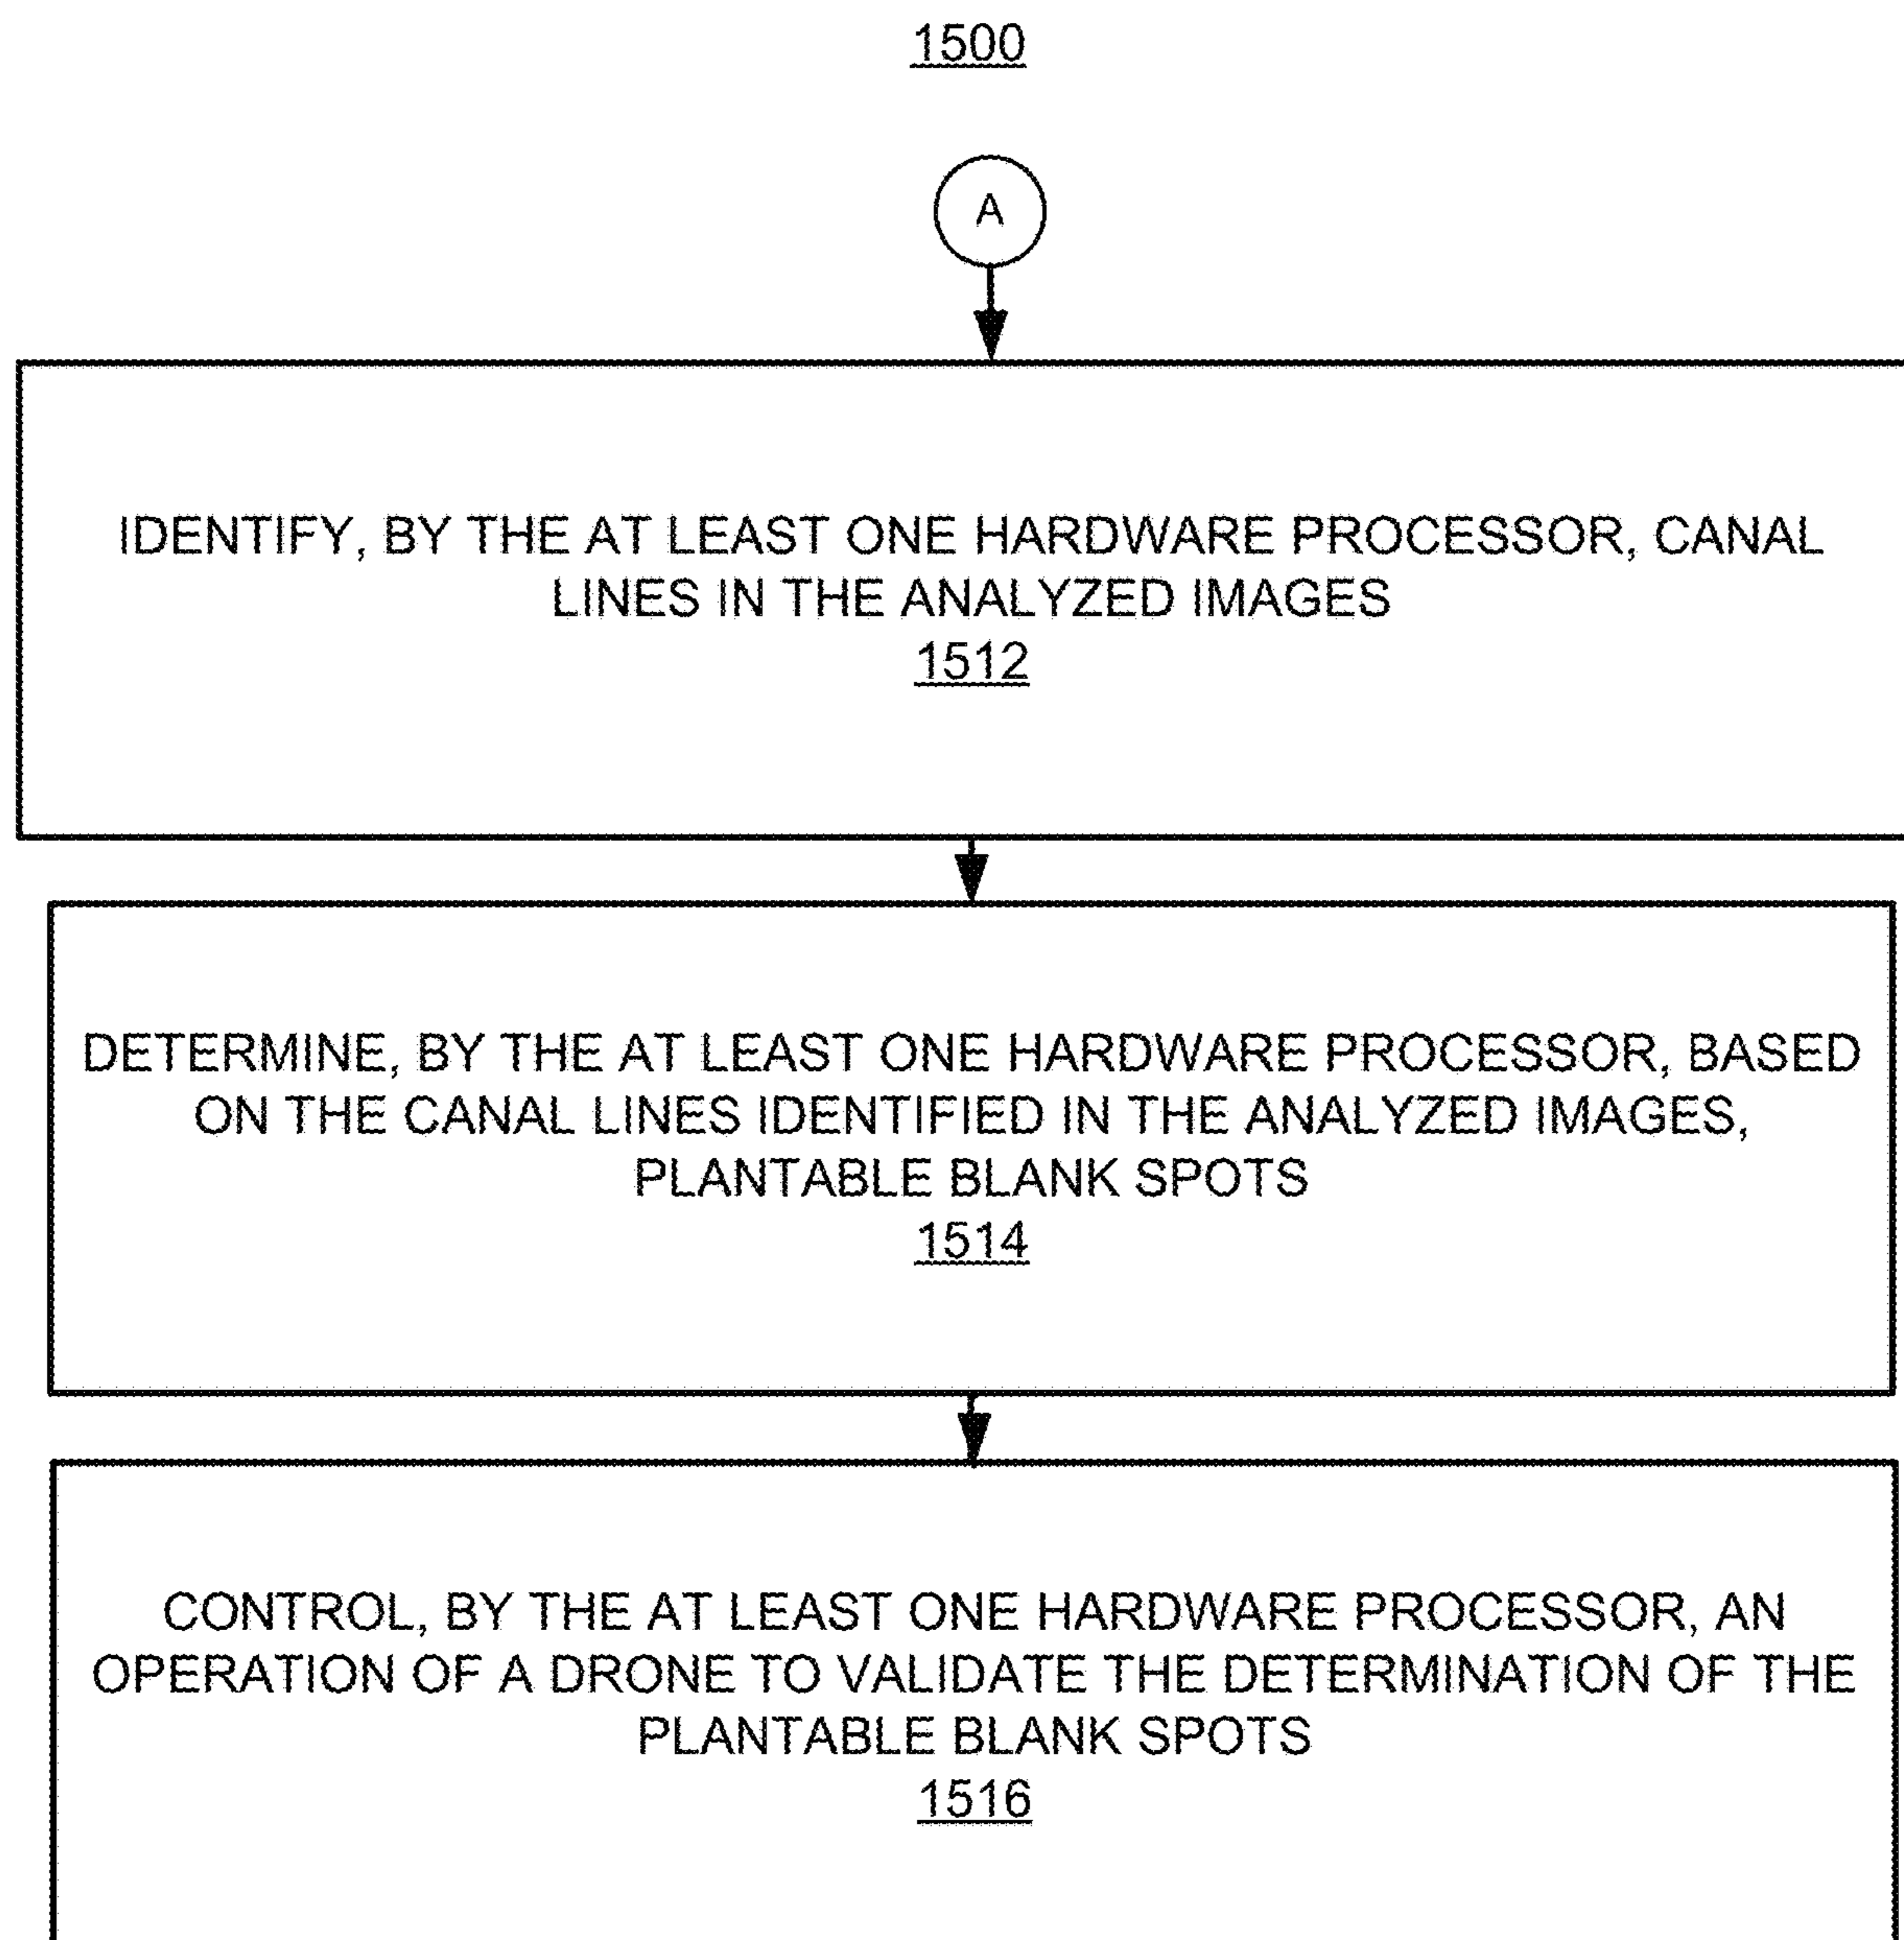 1500
A
IDENTIFY, BY THE AT LEAST ONE HARDWARE PROCESSOR, CANAL
LINES IN THE ANALYZED IMAGES
1512
DETERMINE, BY THE AT LEAST ONE HARDWARE PROCESSOR, BASED
ON THE CANAL LINES IDENTIFIED IN THE ANALYZED IMAGES,
PLANTABLE BLANK SPOTS
1514
CONTROL, BY THE AT LEAST ONE HARDWARE PROCESSOR, AN
OPERATION OF A DRONE TO VALIDATE THE DETERMINATION OF THE
PLANTABLE BLANK SPOTS
1516